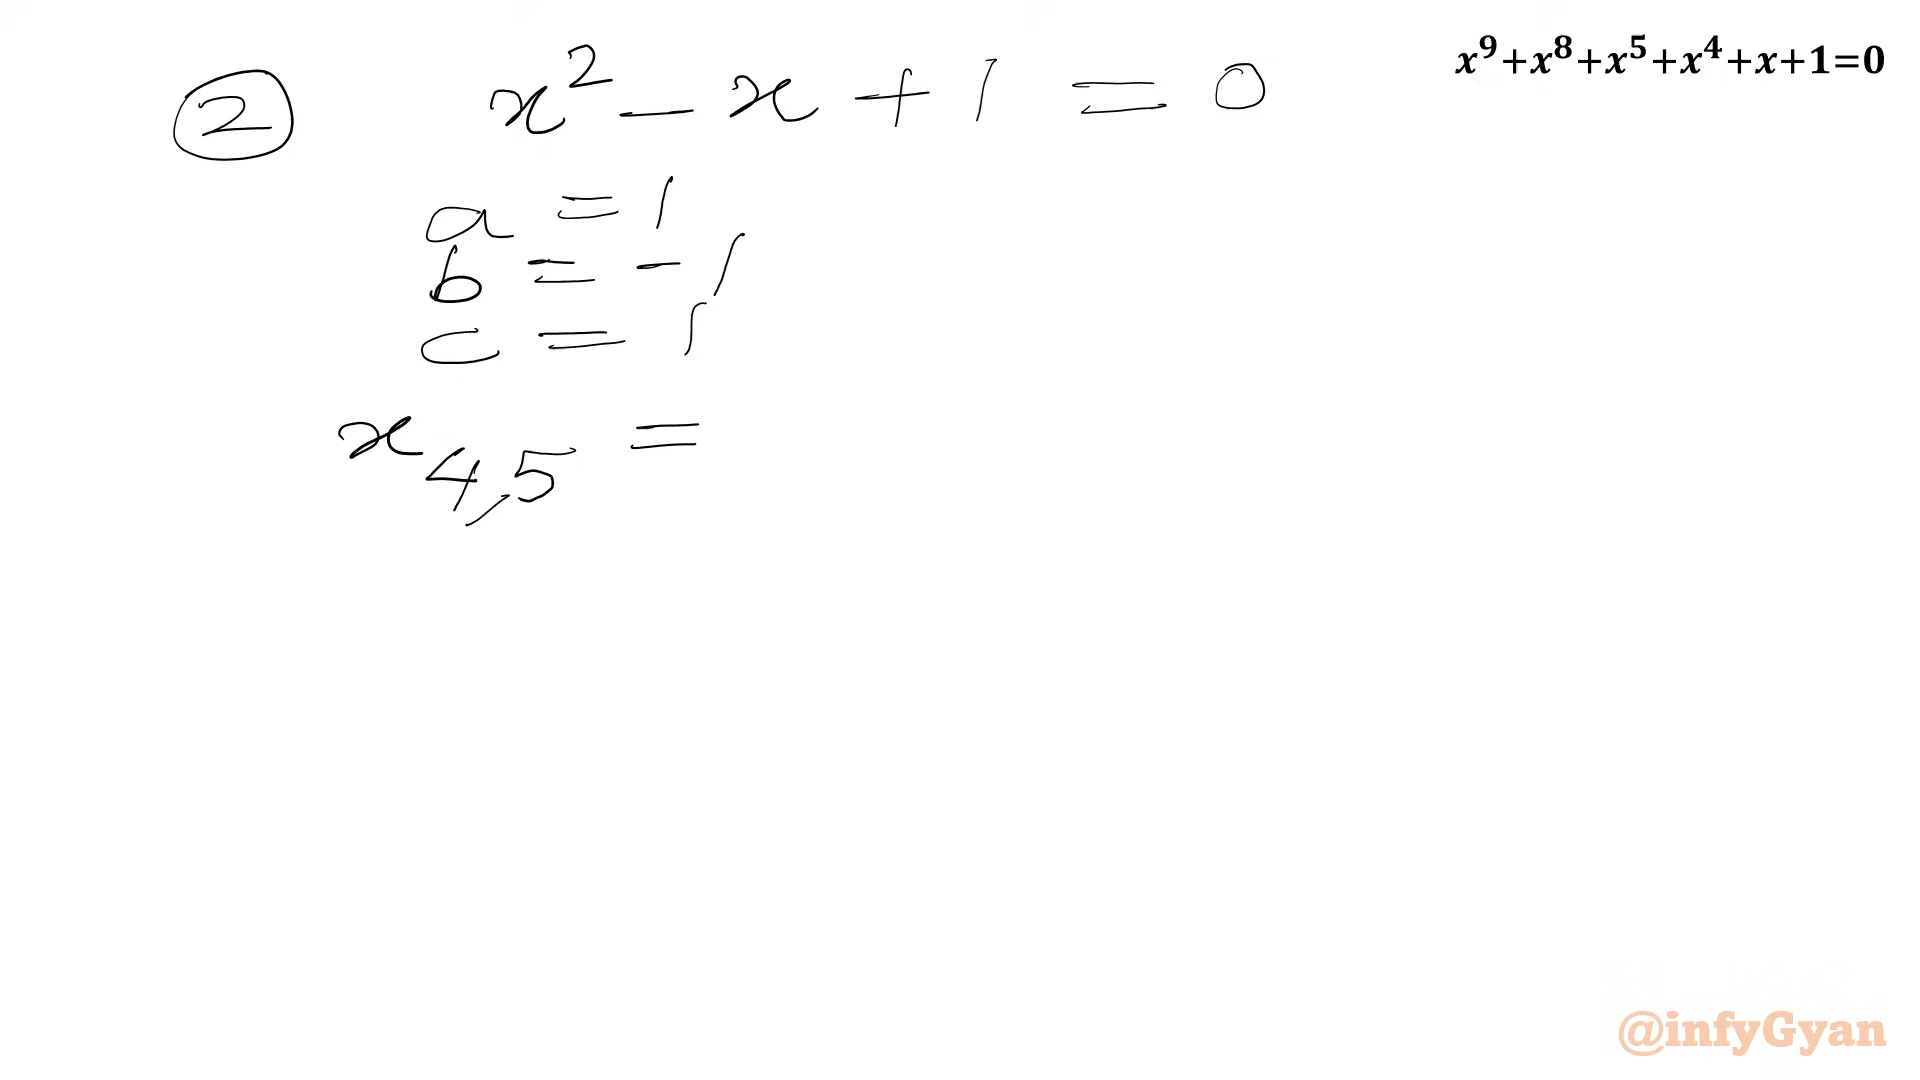 x⁹+x⁸+x⁵+x⁴+x+1=0
② x² - x + 1 = 0
a = 1
b = -1
c = 1
x₄,₅ =
@infyGyan